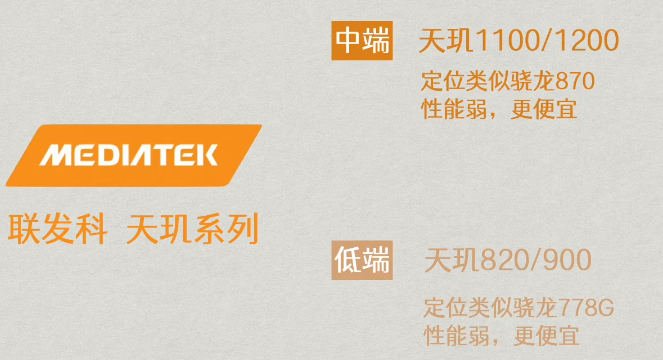 中端 天玑1100/1200
定位类似骁龙870
性能弱，更便宜
MEDIATEK
联发科 天玑系列
低端 天玑820/900
定位类似骁龙778G
性能弱，更便宜